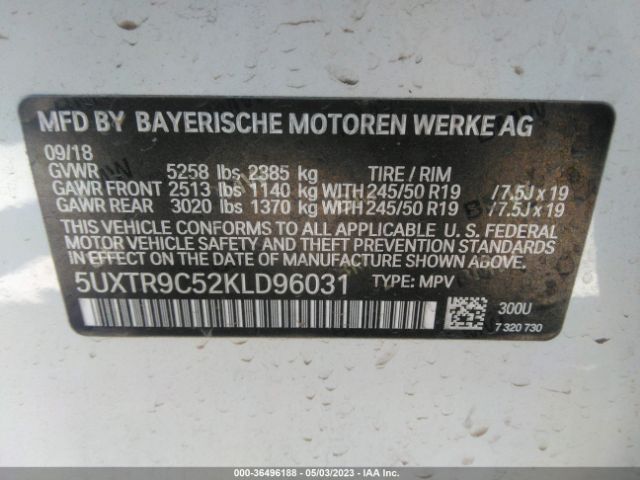 MFD BY BAYERISCHE MOTOREN WERKE AG
09/18
GVWR 5258 lbs 2385 kg TIRE / RIM
GAWR FRONT 2513 lbs 1140 kg WITH 245/50 R19 / 7.5J x 19
GAWR REAR 3020 lbs 1370 kg WITH 245/50 R19 / 7.5J x 19
THIS VEHICLE CONFORMS TO ALL APPLICABLE U. S. FEDERAL
MOTOR VEHICLE SAFETY, BUMPER, AND THEFT PREVENTION
STANDARDS IN EFFECT ON THE DATE OF MANUFACTURE SHOWN ABOVE.
5UXTR9C52KLD96031 TYPE: MPV
300U
7 320 730
000-36496188 - 05/03/2023 - IAA Inc.